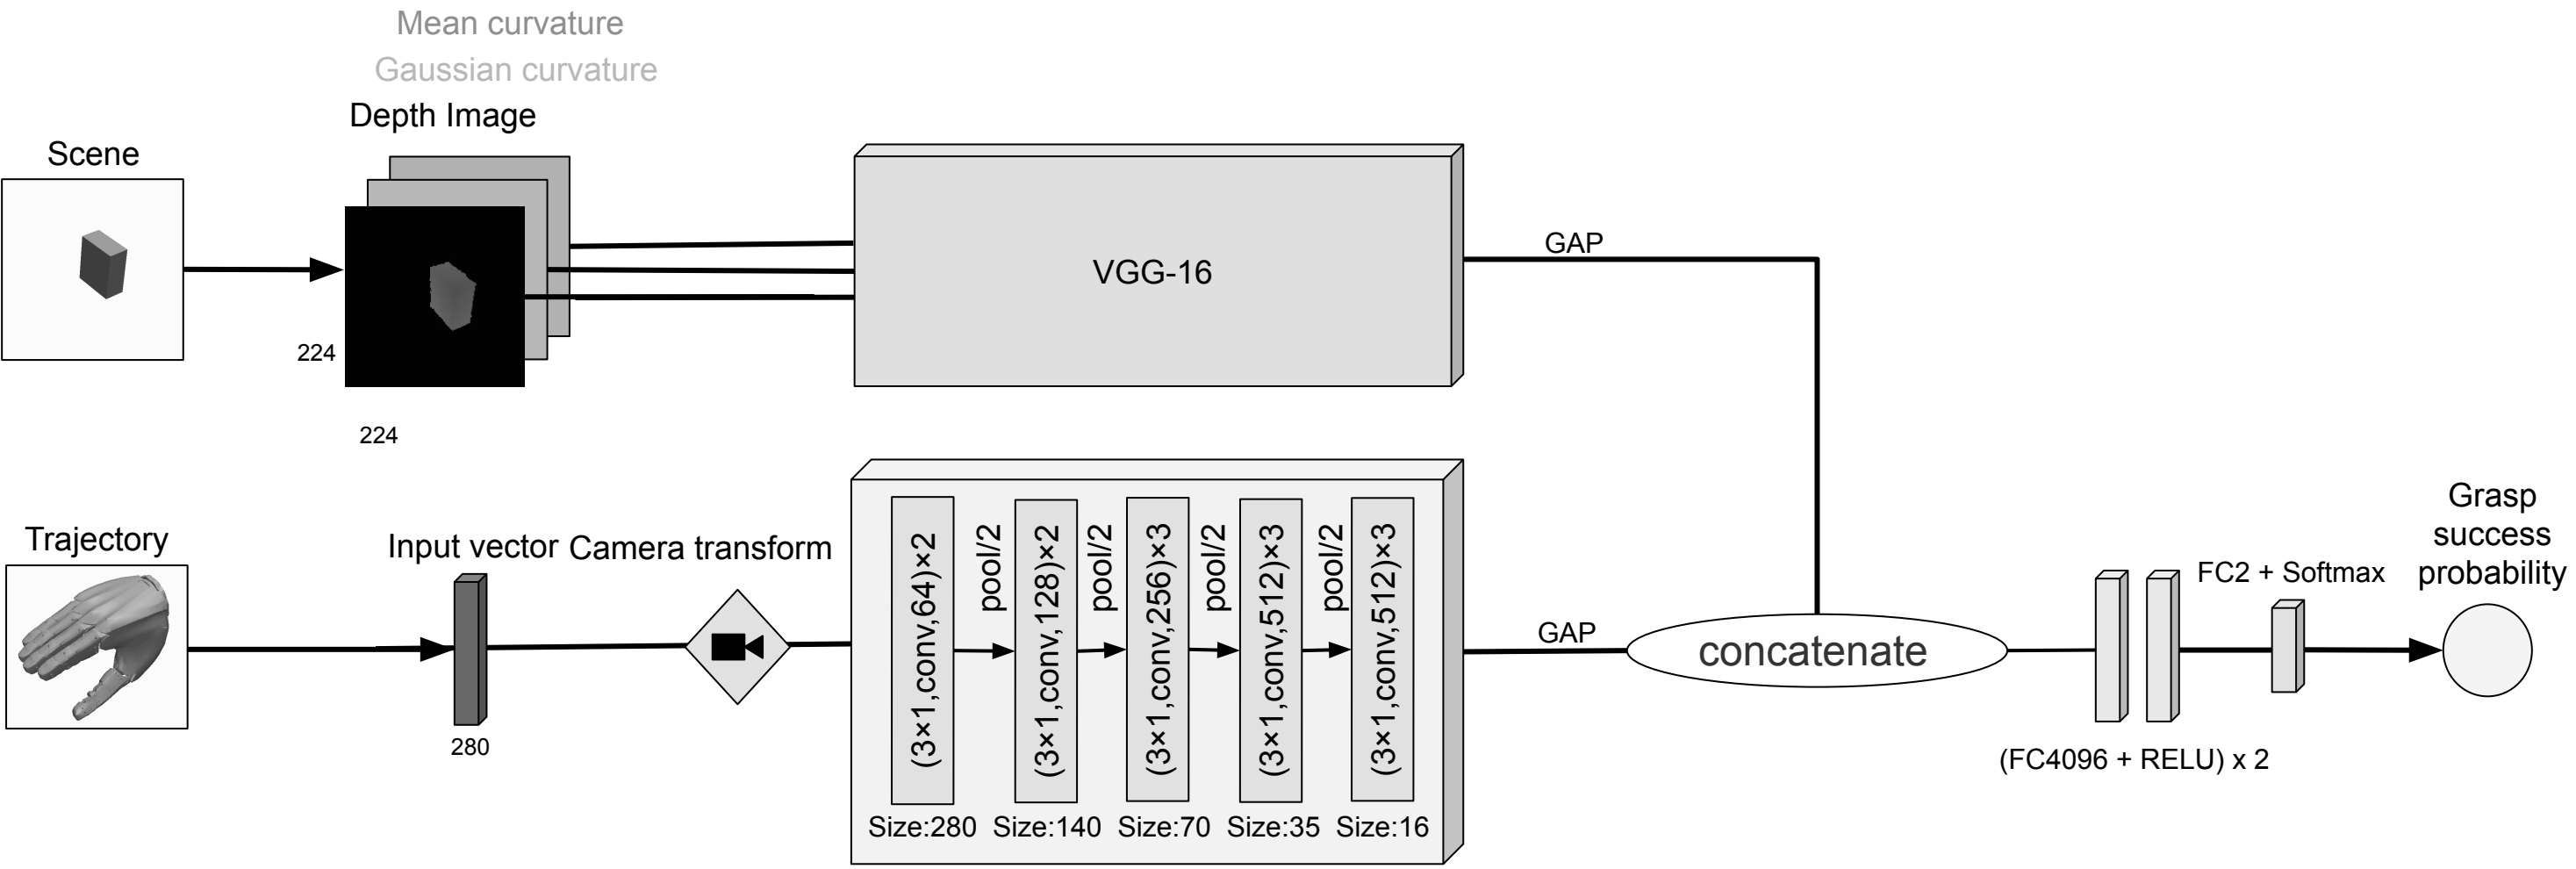 Mean curvature
Gaussian curvature
Depth Image
Scene
224
224
VGG-16
GAP
Trajectory
Input vector
280
Camera transform
(3×1,conv,64)×2
pool/2
(3×1,conv,128)×2
pool/2
(3×1,conv,256)×3
pool/2
(3×1,conv,512)×3
pool/2
(3×1,conv,512)×3
Size:280
Size:140
Size:70
Size:35
Size:16
GAP
concatenate
(FC4096 + RELU) x 2
FC2 + Softmax
Grasp
success
probability